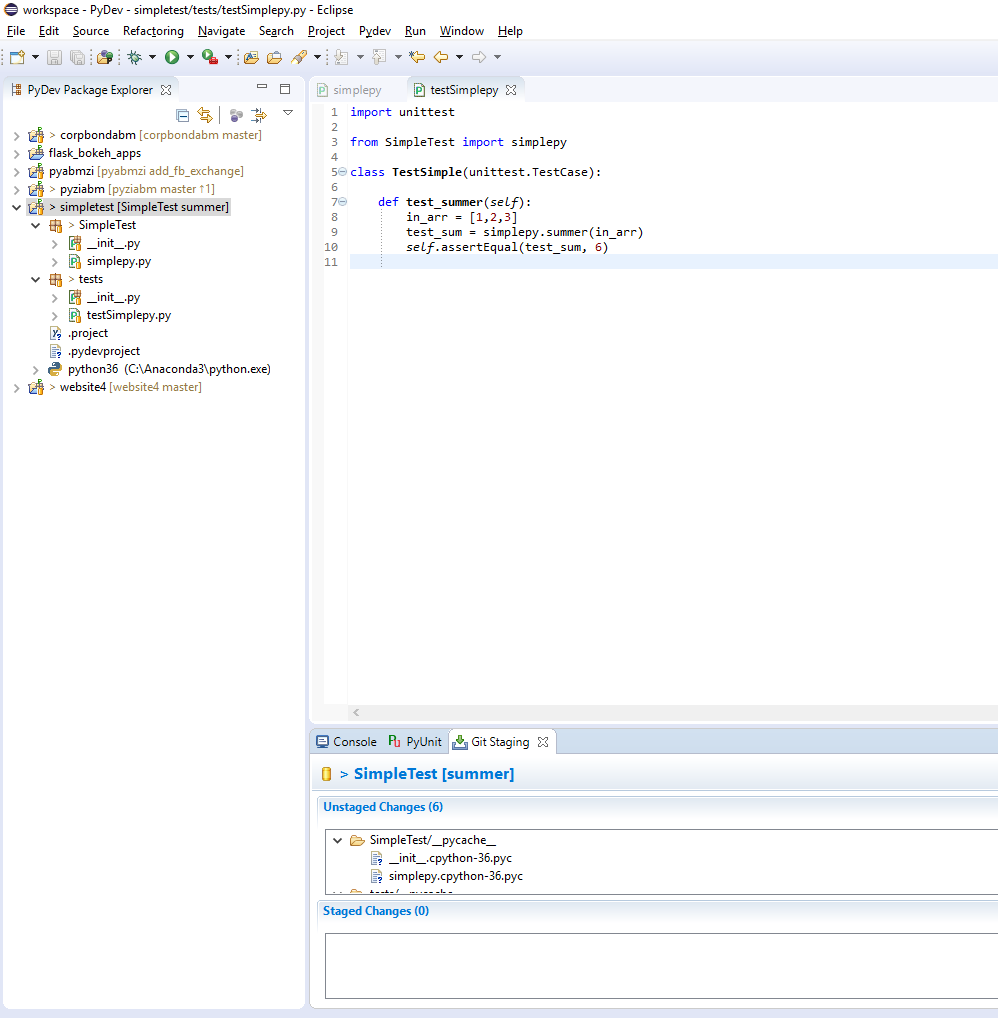 workspace - PyDev - simpletest/tests/testSimplepy.py - Eclipse
File Edit Source Refactoring Navigate Search Project Pydev Run Window Help
PyDev Package Explorer
> corpbondabm [corpbondabm master]
flask_bokeh_apps
pyabmzi [pyabmzi add_fb_exchange]
> pyziabm [pyziabm master ↑1]
> simpletest [SimpleTest summer]
> SimpleTest
__init__.py
simplepy.py
> tests
__init__.py
testSimplepy.py
.project
.pydevproject
python36 (C:\Anaconda3\python.exe)
> website4 [website4 master]
simplepy testSimplepy
1 import unittest
2
3 from SimpleTest import simplepy
4
5 class TestSimple(unittest.TestCase):
6
7 def test_summer(self):
8 in_arr = [1,2,3]
9 test_sum = simplepy.summer(in_arr)
10 self.assertEqual(test_sum, 6)
11
Console PyUnit Git Staging
> SimpleTest [summer]
Unstaged Changes (6)
SimpleTest/__pycache__
__init__.cpython-36.pyc
simplepy.cpython-36.pyc
tests/__pycache__
Staged Changes (0)